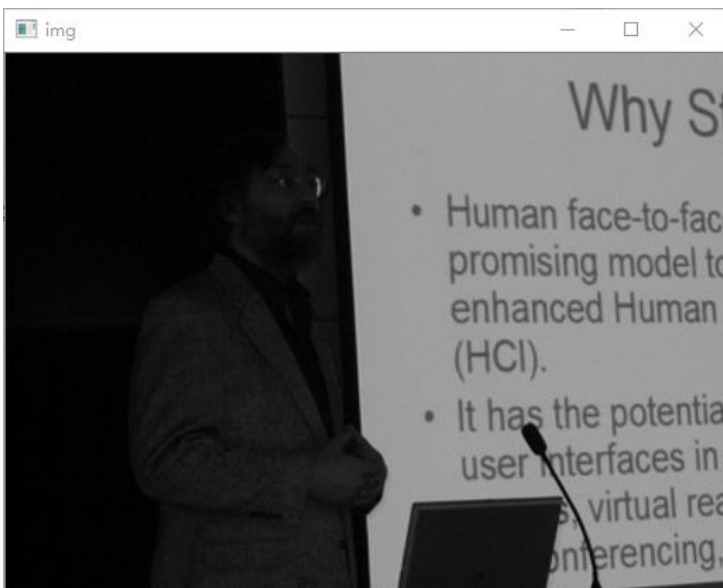 img
Why S
• Human face-to-fac
promising model to
enhanced Human
(HCI).
• It has the potentia
user interfaces in
virtual rea
onferencing,